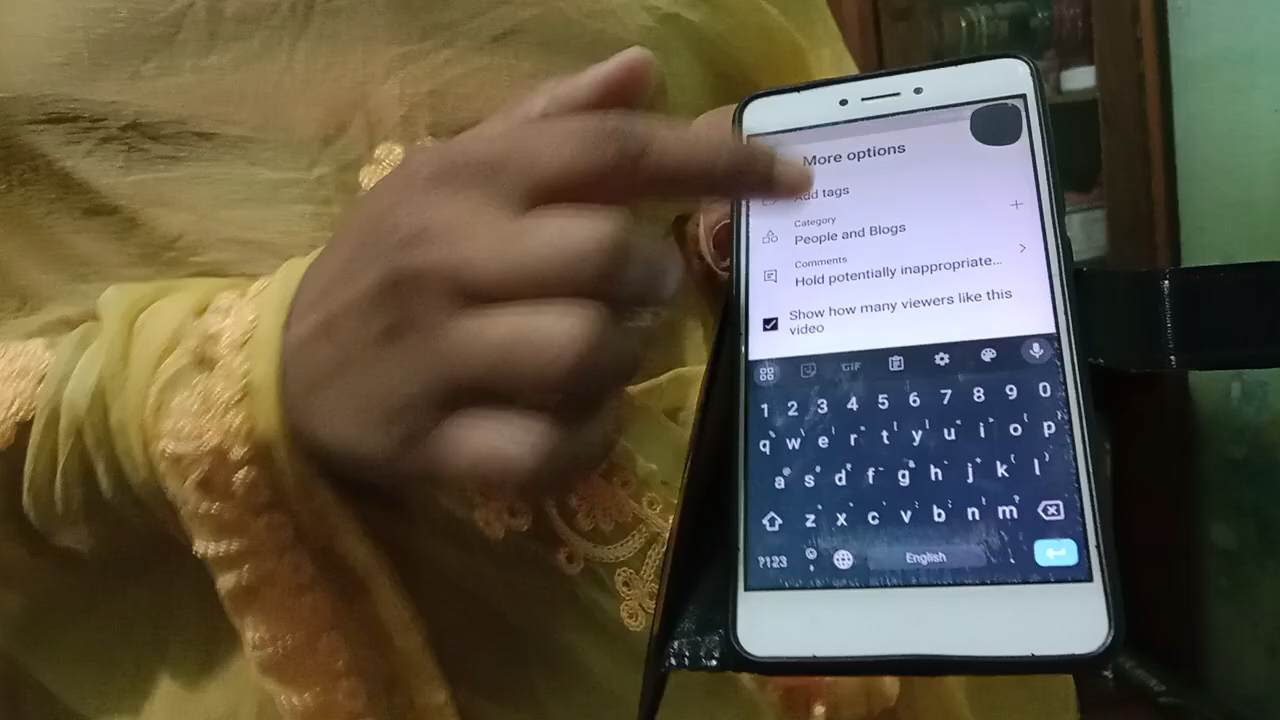 More options
Add tags
Category
People and Blogs
Comments
Hold potentially inappropriate...
Show how many viewers like this
video
GIF
1 2 3 4 5 6 7 8 9 0
q w e r t y u i o p
a s d f g h j k l
z x c v b n m
?123 English